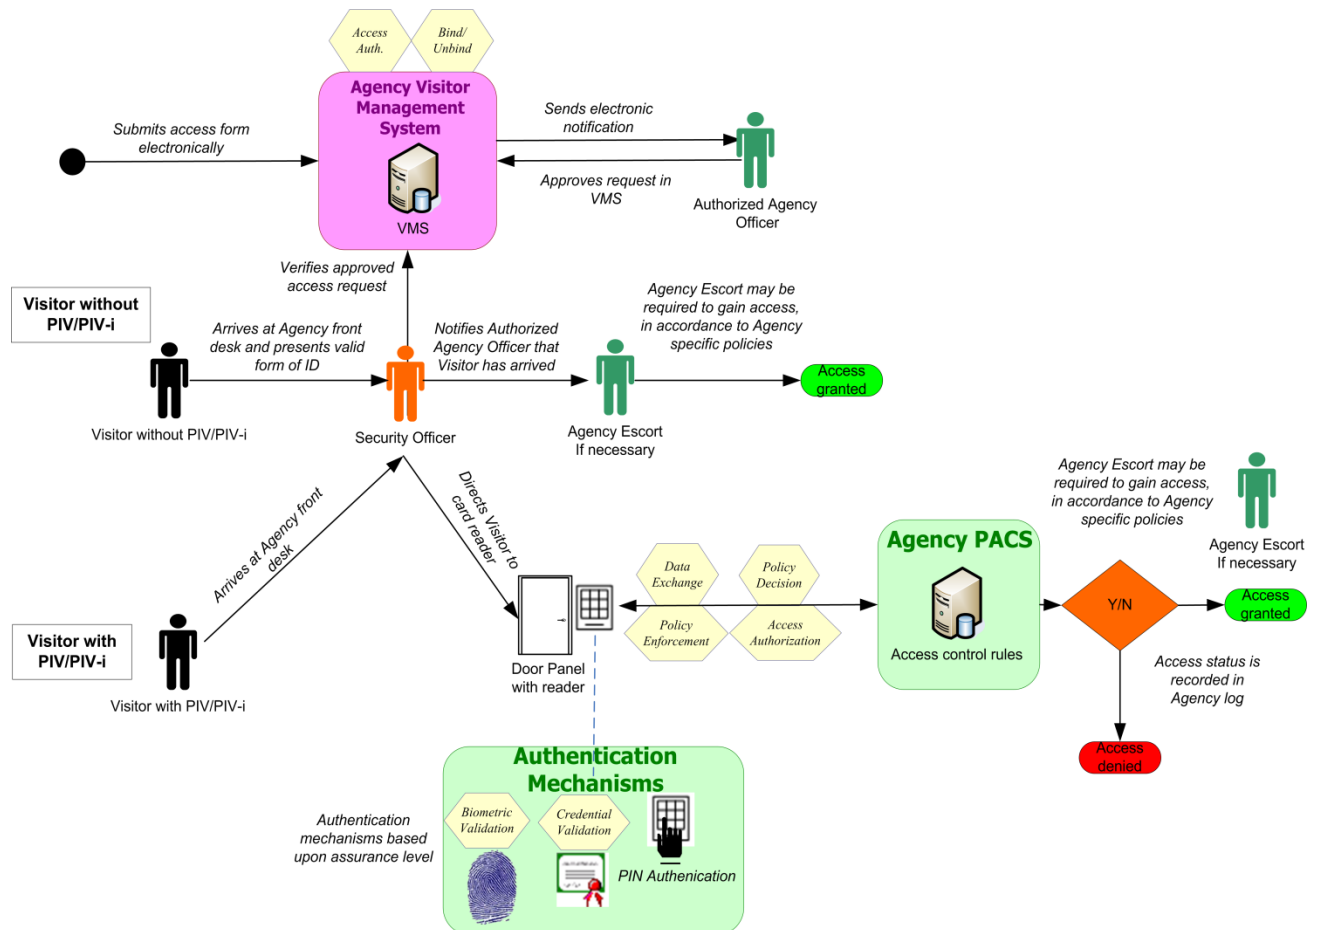 Access
Auth.
Bind/
Unbind
Agency Visitor
Management
System
VMS
Submits access form
electronically
Sends electronic
notification
Approves request in
VMS
Authorized Agency
Officer
Verifies approved
access request
Visitor without
PIV/PIV-i
Arrives at Agency front
desk and presents valid
form of ID
Notifies Authorized
Agency Officer that
Visitor has arrived
Agency Escort may be
required to gain access,
in accordance to Agency
specific policies
Access
granted
Visitor without PIV/PIV-i
Security Officer
Agency Escort
If necessary
Arrives at Agency front
desk
Directs Visitor to
card reader
Visitor with
PIV/PIV-i
Visitor with PIV/PIV-i
Door Panel
with reader
Data
Exchange
Policy
Decision
Policy
Enforcement
Access
Authorization
Agency PACS
Access control rules
Agency Escort may be
required to gain access,
in accordance to Agency
specific policies
Agency Escort
If necessary
Y/N
Access
granted
Access status is
recorded in
Agency log
Access
denied
Authentication
Mechanisms
Authentication
mechanisms based
upon assurance level
Biometric
Validation
Credential
Validation
PIN Authenication